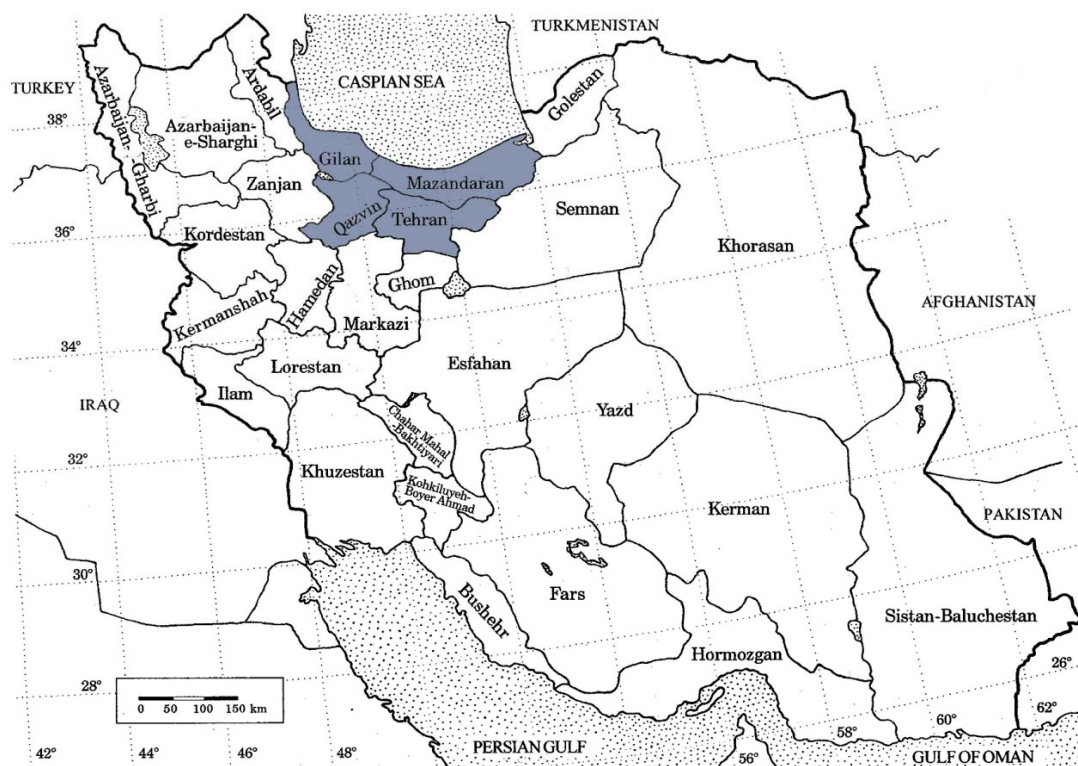 TURKMENISTAN
TURKEY
CASPIAN SEA
Azarbaijan-
-Gharbi
Azarbaijan-
e-Sharghi
Ardabil
Golestan
38°
Gilan
Zanjan
Mazandaran
Qazvin
Tehran
Semnan
Kordestan
36°
Khorasan
Hamedan
Ghom
Kermanshah
Markazi
AFGHANISTAN
34°
Lorestan
Esfahan
Ilam
IRAQ
Yazd
Chahar Mahal
-Bakhtiyari
32°
Khuzestan
Kohkiluyeh-
Boyer Ahmad
Kerman
PAKISTAN
30°
Fars
Bushehr
Sistan-Baluchestan
Hormozgan
26°
28°
0 50 100 150 km
62°
60°
58°
42°
44°
46°
48°
PERSIAN GULF
56°
GULF OF OMAN